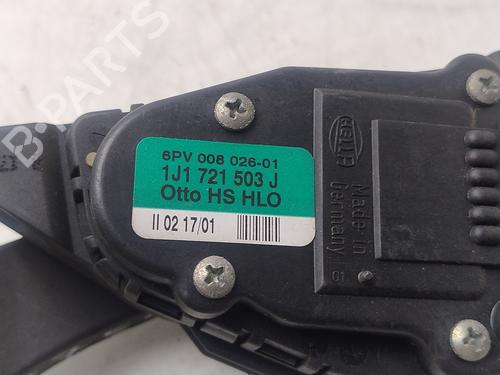 B-PARTS
6PV 008 026-01
1J1 721 503 J
Otto HS HLO
II 02 17/01
HELLA
Made in
Germany